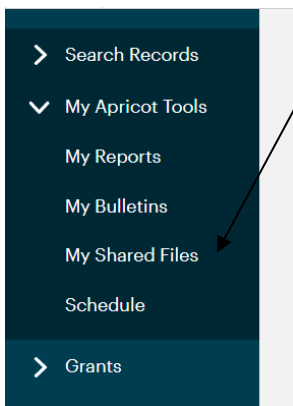 Search Records
My Apricot Tools
My Reports
My Bulletins
My Shared Files
Schedule
Grants